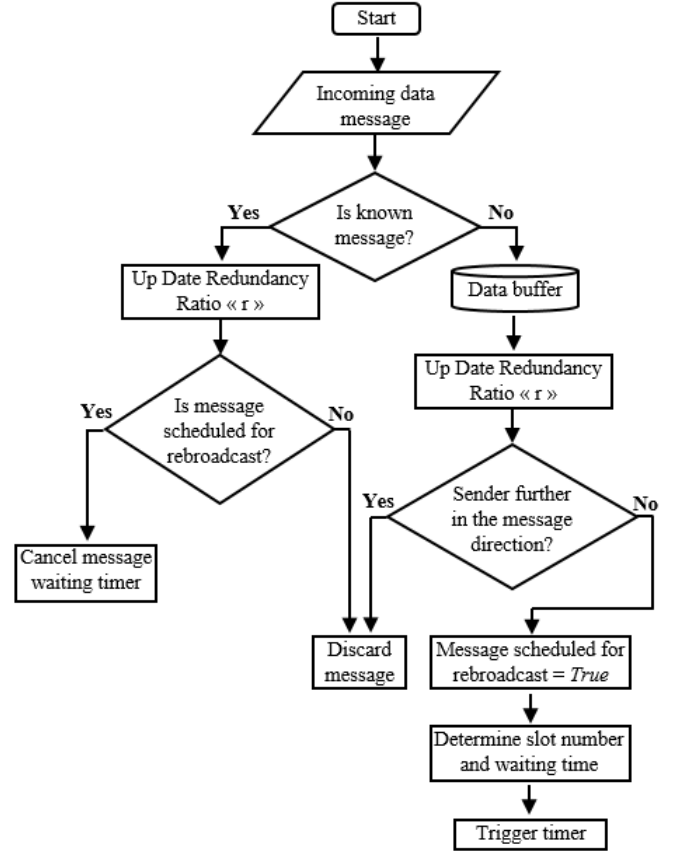 Start
Incoming data
message
Is known
message?
Yes
No
Up Date Redundancy
Ratio « r »
Data buffer
Up Date Redundancy
Ratio « r »
Is message
scheduled for
rebroadcast?
Yes
No
Sender further
in the message
direction?
Yes
No
Cancel message
waiting timer
Discard
message
Message scheduled for
rebroadcast = True
Determine slot number
and waiting time
Trigger timer